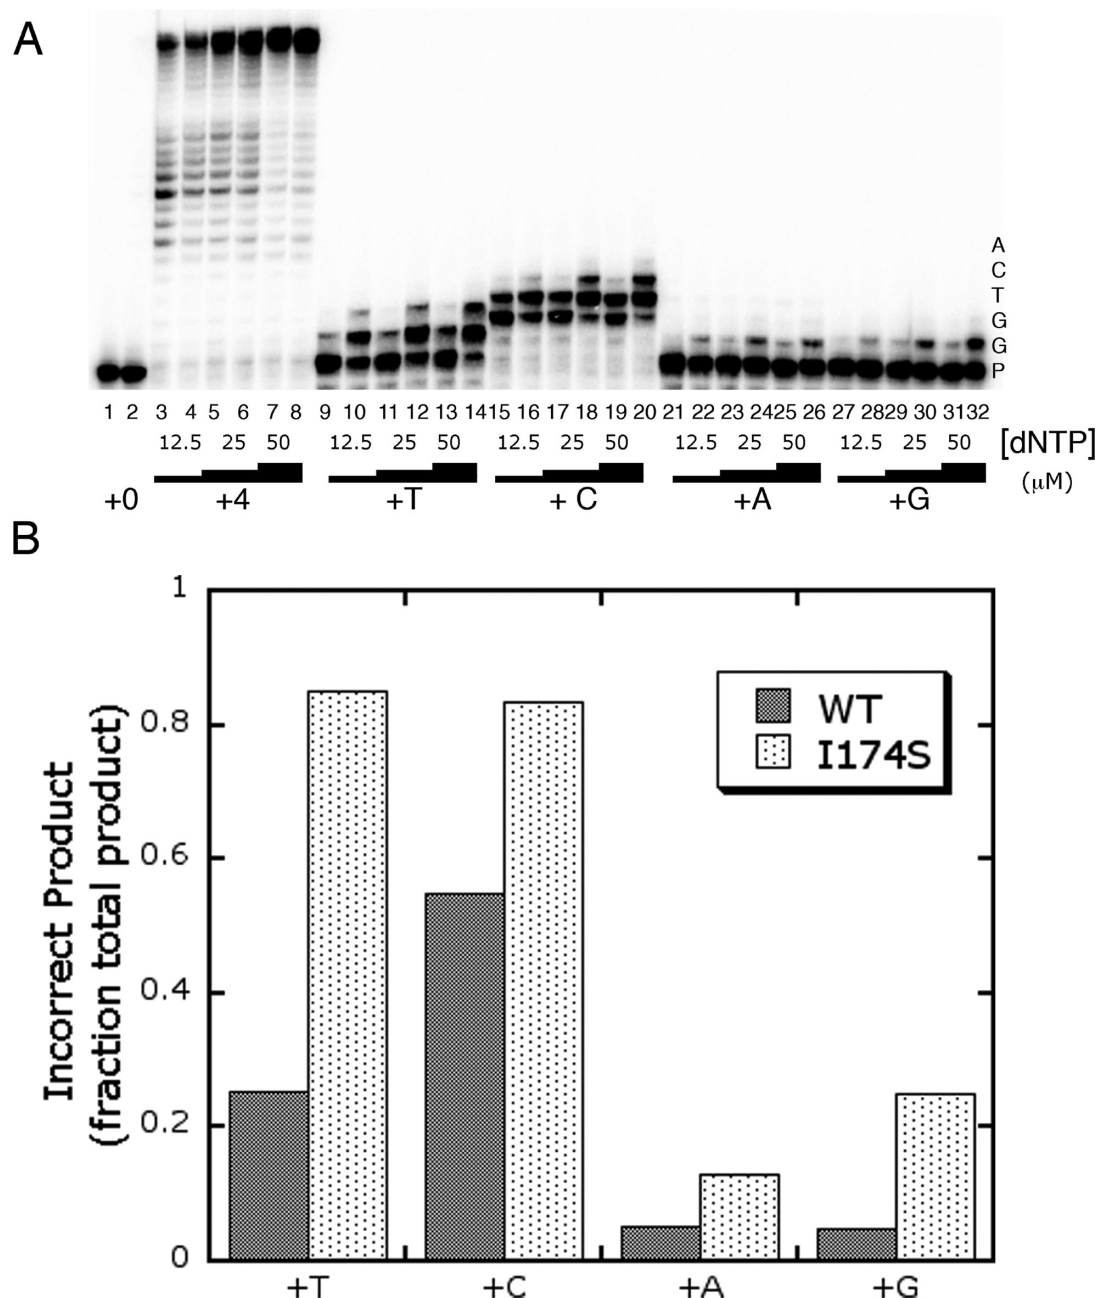 A
A
C
T
G
G
P
1 2 3 4 5 6 7 8 9 10 11 12 13 14 15 16 17 18 19 20 21 22 23 24 25 26 27 28 29 30 31 32
12.5 25 50 12.5 25 50 12.5 25 50 12.5 25 50 12.5 25 50 [dNTP]
(μM)
+0 +4 +T + C +A +G
B
1
0.8
0.6
0.4
0.2
0
Incorrect Product
(fraction total product)
WT
I174S
+T +C +A +G